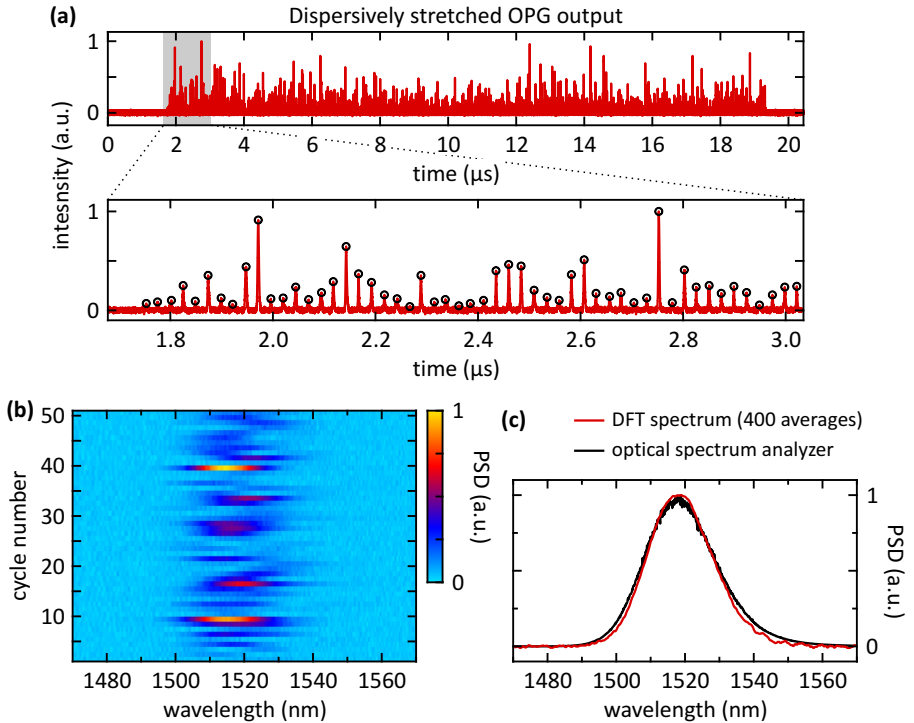 Dispersively stretched OPG output
(a)
1
0
0 2 4 6 8 10 12 14 16 18 20
time (µs)
intesnsity (a.u.)
1
0
1.8 2.0 2.2 2.4 2.6 2.8 3.0
time (µs)
(b)
50
40
30
20
10
cycle number
1480 1500 1520 1540 1560
wavelength (nm)
1
0
PSD (a.u.)
(c)
DFT spectrum (400 averages)
optical spectrum analyzer
1
0
PSD (a.u.)
1480 1500 1520 1540 1560
wavelength (nm)